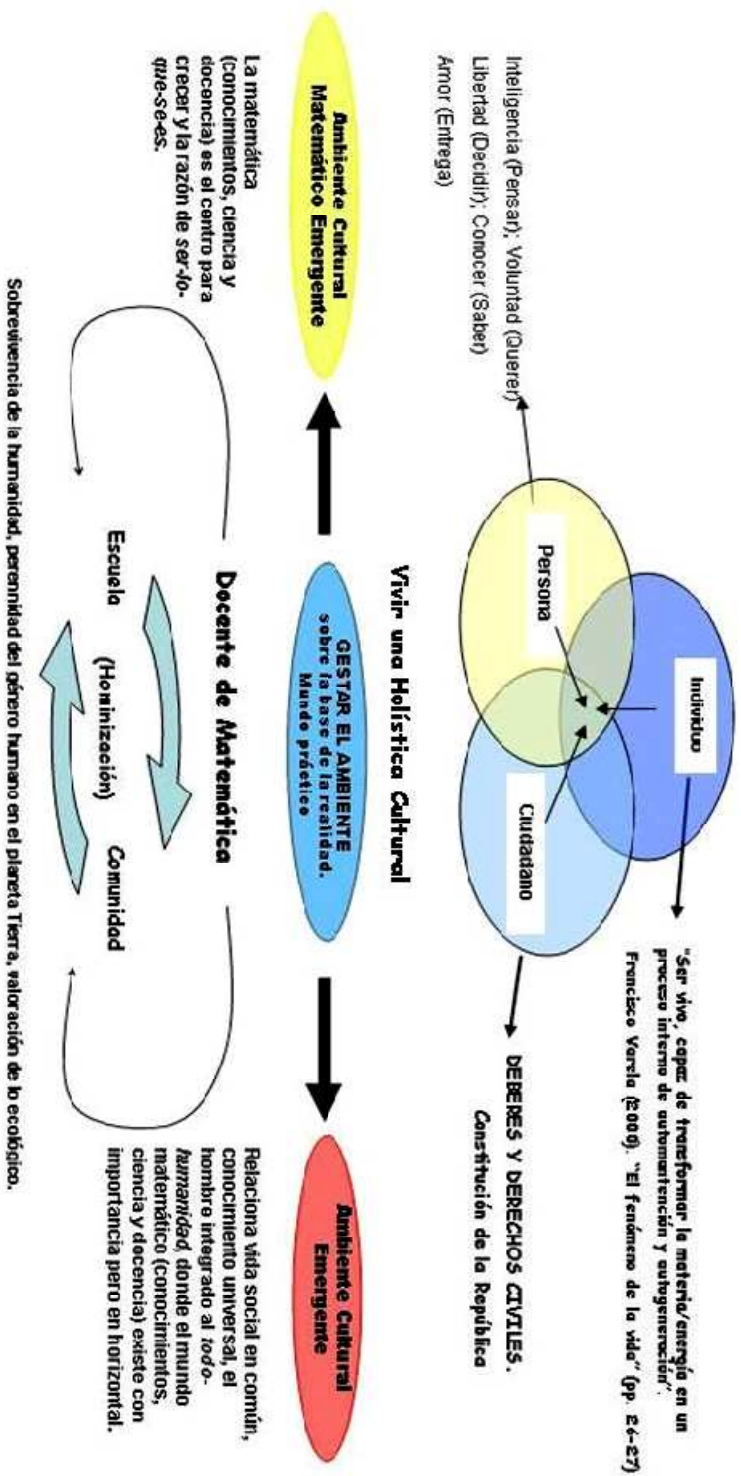 "Ser vivo, capaz de transformar la materia/energía en un
proceso interno de automantención y autogeneración".
Francisco Varela (2000). "El fenómeno de la vida" (pp. 26-27)
Individuo
Persona
Ciudadano
Inteligencia (Pensar); Voluntad (Querer)
Libertad (Decidir); Conocer (Saber)
Amor (Entrega)
DEBERES Y DERECHOS CIVILES.
Constitución de la República
Vivir una Holística Cultural
Ambiente Cultural
Matemático Emergente
GESTAR EL AMBIENTE
sobre la base de la realidad.
Mundo práctico
Ambiente Cultural
Emergente
La matemática
(conocimientos, ciencia y
docencia) es el centro para
crecer y la razón de ser-lo-
que-se-es.
Docente de Matemática
Escuela
(Hominización)
Comunidad
Relaciona vida social en común,
conocimiento universal, el
hombre integrado al todo-
humanidad, donde el mundo
matemático (conocimientos,
ciencia y docencia) existe con
importancia pero en horizontal.
Sobrevivencia de la humanidad, perennidad del género humano en el planeta Tierra, valoración de lo ecológico.